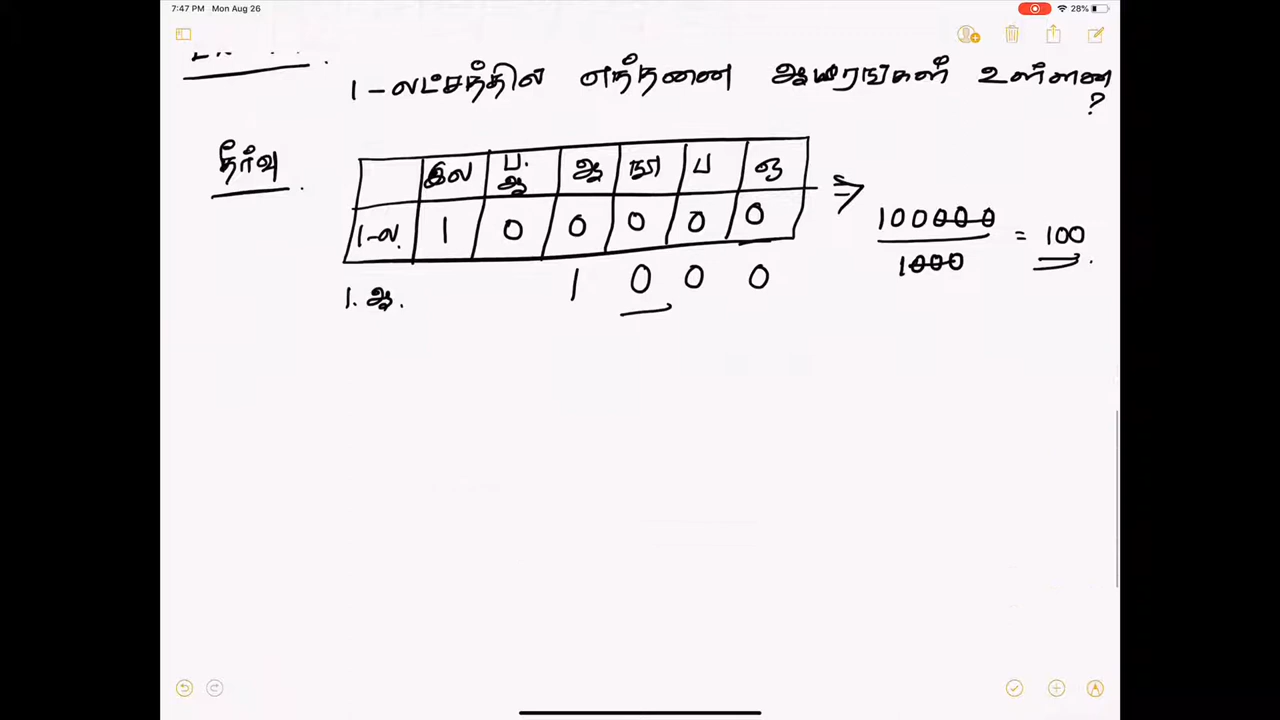 7:47 PM Mon Aug 26
28%
1 - லட்சத்தில் எத்தனை ஆயிரங்கள் உள்ளன ?
தீர்வு
இல ப.ஆ ஆ நூ ப ஒ
1-ல. 1 0 0 0 0 0 ⇒ 100000 / 1000 = 100.
1.ஆ. 1 0 0 0